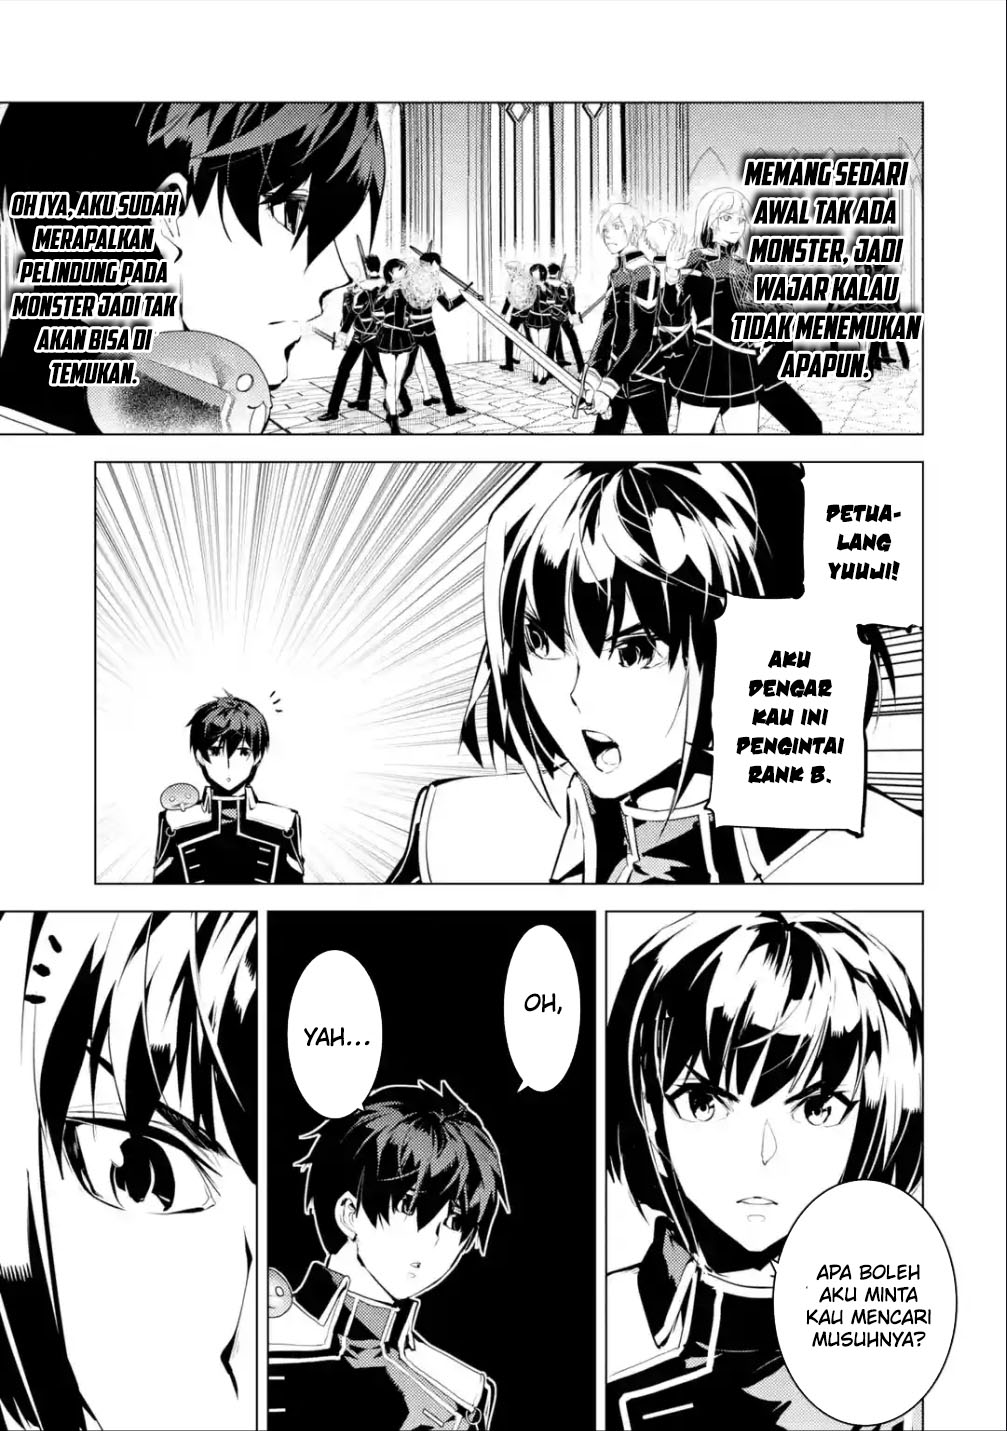 MEMANG SEDARI
AWAL TAK ADA
MONSTER, JADI
WAJAR KALAU
TIDAK MENEMUKAN
APAPUN.
OH IYA, AKU SUDAH
MERAPALKAN
PELINDUNG PADA
MONSTER JADI TAK
AKAN BISA DI
TEMUKAN.
PETUA-
LANG
YUUJI!
AKU
DENGAR
KAU INI
PENGINTAI
RANK B.
APA BOLEH
AKU MINTA
KAU MENCARI
MUSUHNYA?
OH,
YAH...